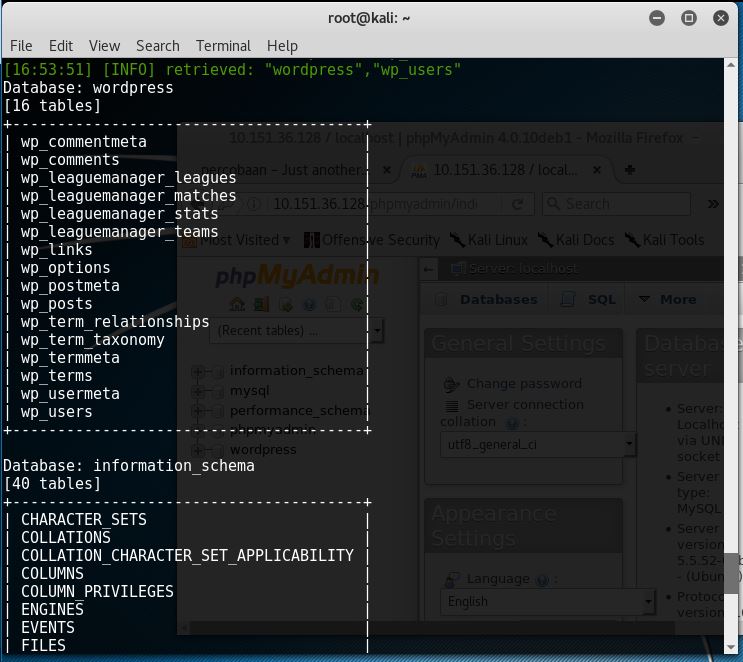 root@kali: ~
File Edit View Search Terminal Help
[16:53:51] [INFO] retrieved: "wordpress","wp_users"
Database: wordpress
[16 tables]
+---------------------------------------+
| wp_commentmeta |
| wp_comments |
| wp_leaguemanager_leagues |
| wp_leaguemanager_matches |
| wp_leaguemanager_stats |
| wp_leaguemanager_teams |
| wp_links |
| wp_options |
| wp_postmeta |
| wp_posts |
| wp_term_relationships |
| wp_term_taxonomy |
| wp_termmeta |
| wp_terms |
| wp_usermeta |
| wp_users |
+---------------------------------------+
Database: information_schema
[40 tables]
+---------------------------------------+
| CHARACTER_SETS |
| COLLATIONS |
| COLLATION_CHARACTER_SET_APPLICABILITY |
| COLUMNS |
| COLUMN_PRIVILEGES |
| ENGINES |
| EVENTS |
| FILES |
10.151.36.128 / localhost | phpMyAdmin 4.0.10deb1 - Mozilla Firefox
percobaan – Just another...
10.151.36.128 / local...
10.151.36.128/phpmyadmin/indi
Search
Most Visited
Offensive Security
Kali Linux
Kali Docs
Kali Tools
phpMyAdmin
(Recent tables) ...
information_schema
mysql
performance_schema
phpmyadmin
wordpress
Server: localhost
Databases
SQL
More
General Settings
Change password
Server connection
collation :
utf8_general_ci
Appearance
Settings
Language :
English
Database
server
Server:
Localho
via UNI
socket
Server
type:
MySQL
Server
version
5.5.52-0
- (Ubun
Protoco
version: